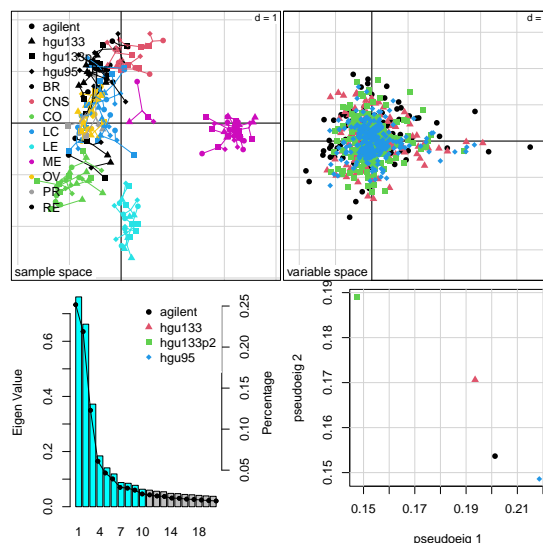 d = 1
agilent
hgu133
hgu133p
hgu95
BR
CNS
CO
LC
LE
ME
OV
PR
RE
sample space
d = 1
variable space
Eigen Value
0.0
0.2
0.4
0.6
1
4
7
10
14
18
0.05
0.10
0.15
0.20
0.25
Percentage
agilent
hgu133
hgu133p2
hgu95
pseudoeig 2
0.15
0.16
0.17
0.18
0.19
0.15
0.17
0.19
0.21
pseudoeig 1